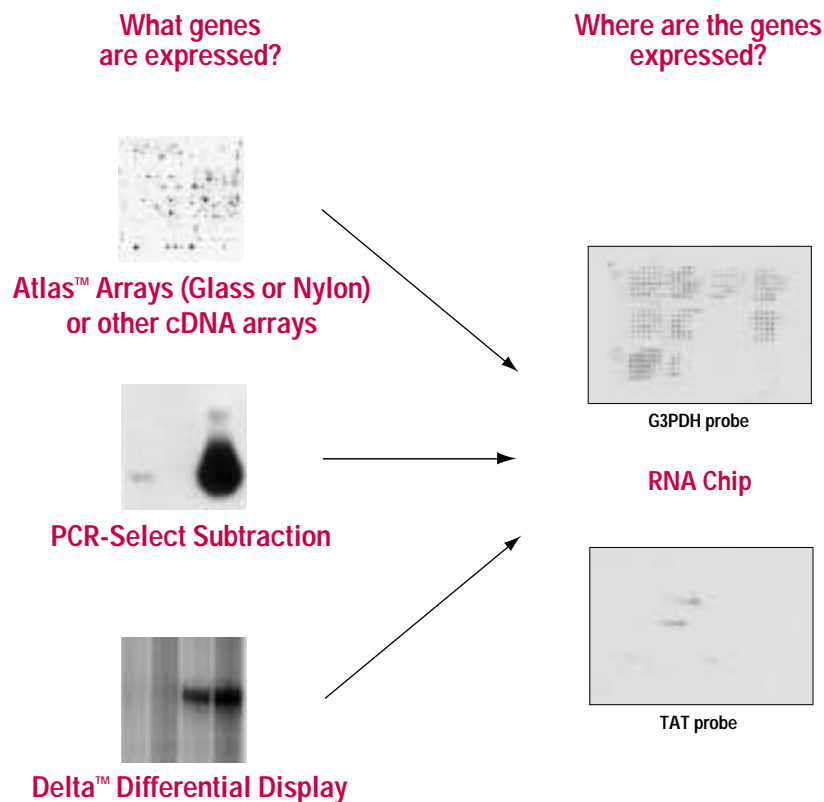 What genes
are expressed?
Where are the genes
expressed?
Atlas™ Arrays (Glass or Nylon)
or other cDNA arrays
G3PDH probe
PCR-Select Subtraction
RNA Chip
Delta™ Differential Display
TAT probe